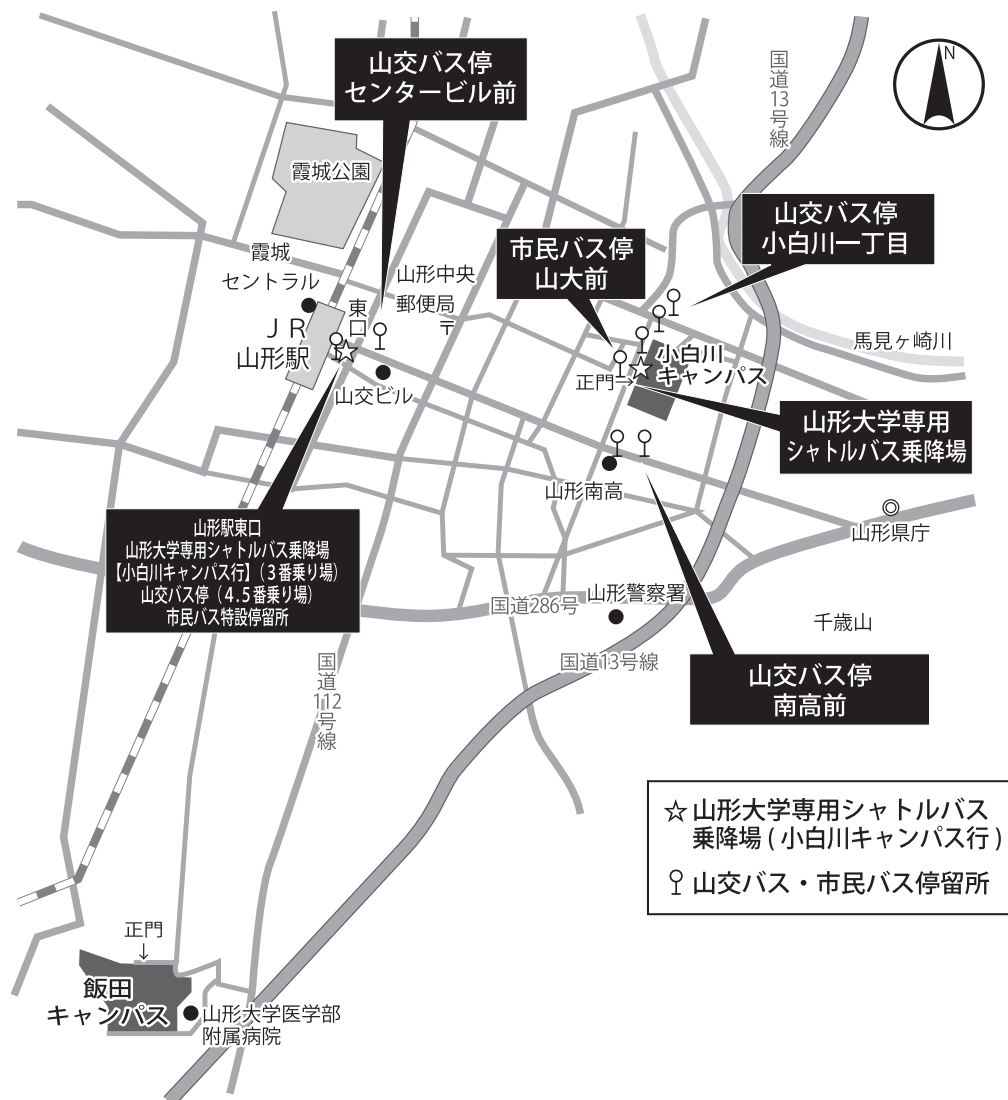 山交バス停
センタービル前
国道13号線
N
霞城公園
山交バス停
小白川一丁目
市民バス停
山大前
霞城
セントラル
山形中央
郵便局
〒
東口
ＪＲ
山形駅
山交ビル
馬見ヶ崎川
小白川
キャンパス
正門→
山形大学専用
シャトルバス乗降場
山形南高
山形県庁
山形駅東口
山形大学専用シャトルバス乗降場
【小白川キャンパス行】（３番乗り場）
山交バス停（４.５番乗り場）
市民バス特設停留所
国道286号
山形警察署
千歳山
国道13号線
国道112号線
山交バス停
南高前
☆山形大学専用シャトルバス
乗降場(小白川キャンパス行)
山交バス・市民バス停留所
正門
↓
飯田
キャンパス
山形大学医学部
附属病院